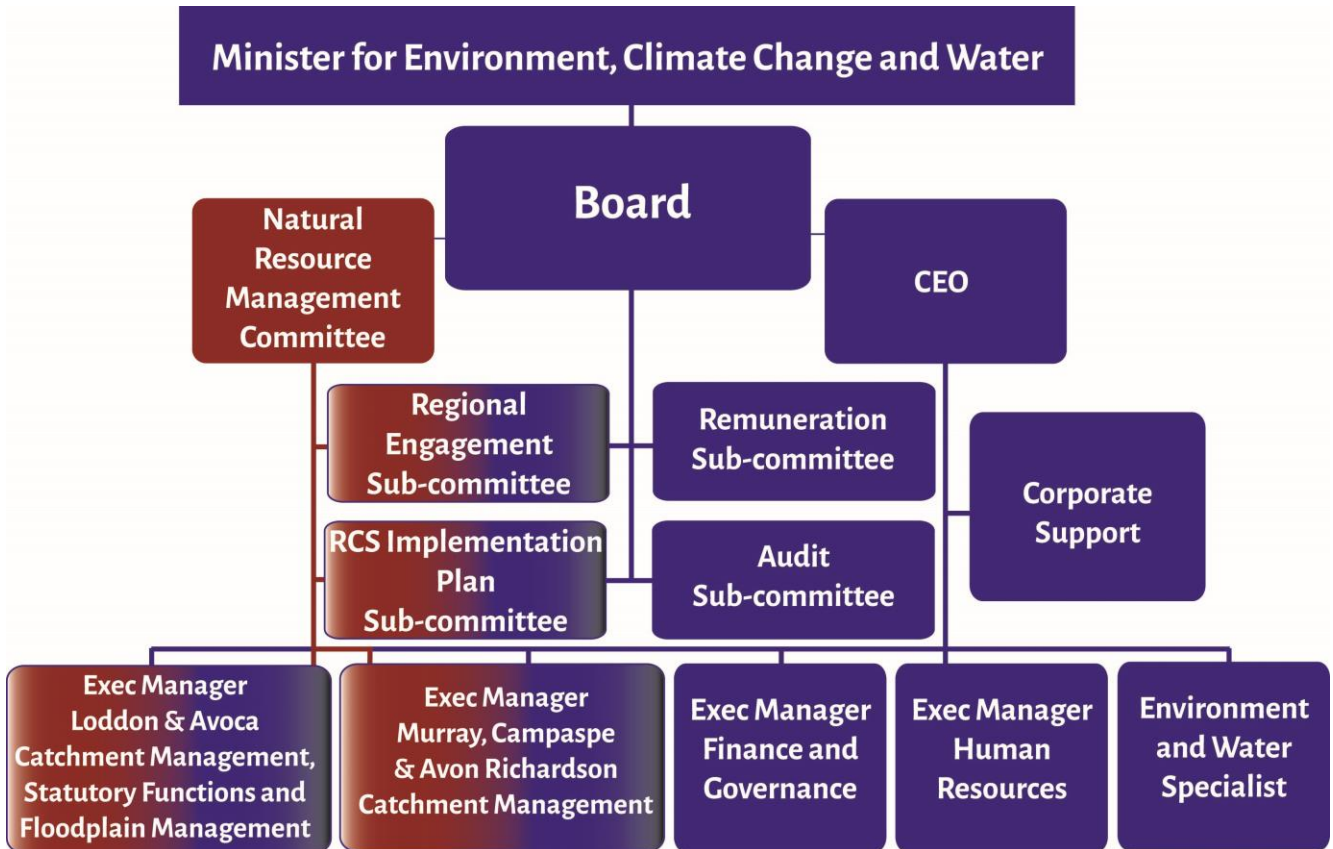 Minister for Environment, Climate Change and Water
Board
Natural
Resource
Management
Committee
CEO
Regional
Engagement
Sub-committee
Remuneration
Sub-committee
Corporate
Support
RCS Implementation
Plan
Sub-committee
Audit
Sub-committee
Exec Manager
Loddon & Avoca
Catchment Management,
Statutory Functions and
Floodplain Management
Exec Manager
Murray, Campaspe
& Avon Richardson
Catchment Management
Exec Manager
Finance and
Governance
Exec Manager
Human
Resources
Environment
and Water
Specialist